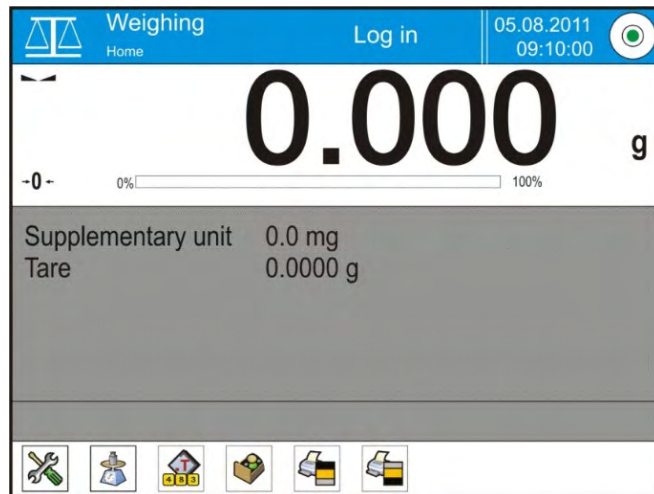 Weighing
Home
Log in
05.08.2011
09:10:00
0.000 g
→0←
0% 100%
Supplementary unit 0.0 mg
Tare 0.0000 g
T
483